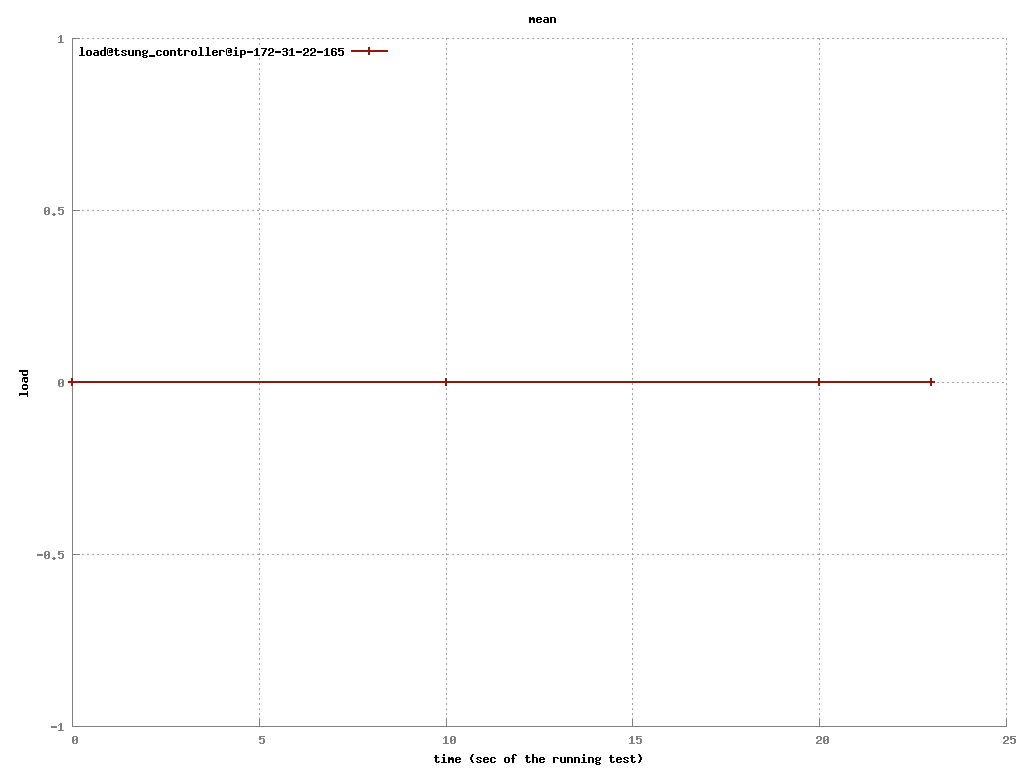 mean
load@tsung_controller@ip-172-31-22-165
1
0.5
0
-0.5
-1
load
0 5 10 15 20 25
time (sec of the running test)